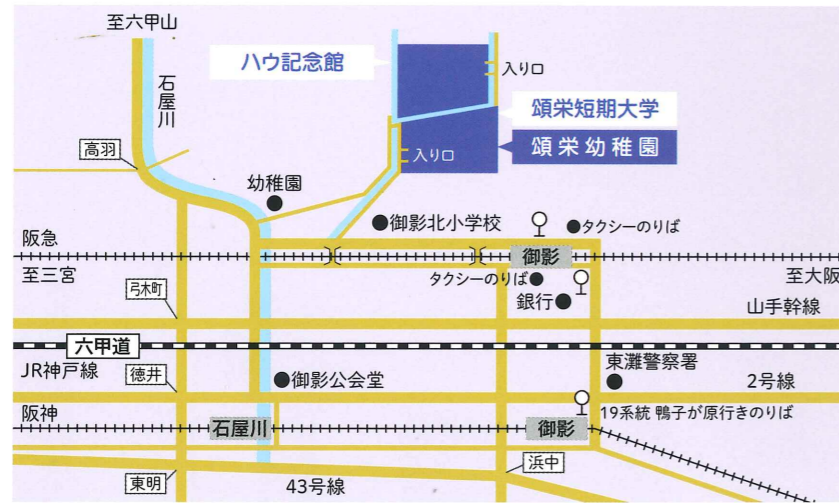 至六甲山
石屋川
ハウ記念館
入り口
頌栄短期大学
頌栄幼稚園
入り口
高羽
幼稚園
御影北小学校
タクシーのりば
阪急
御影
至三宮
タクシーのりば
至大阪
弓木町
銀行
山手幹線
六甲道
JR神戸線
徳井
御影公会堂
東灘警察署
2号線
阪神
石屋川
御影
19系統 鴨子が原行きのりば
東明
43号線
浜中